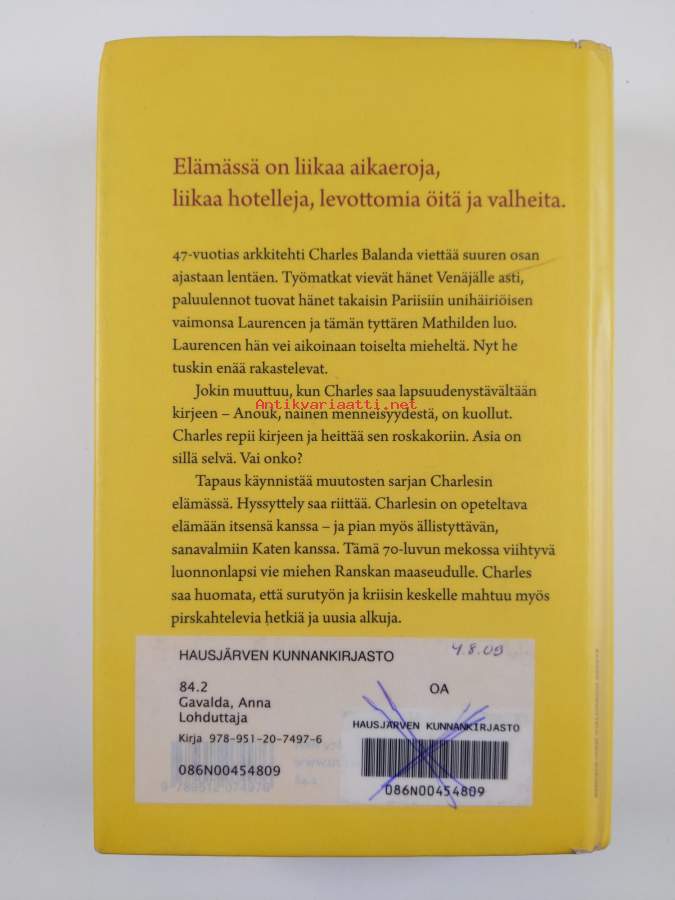 Elämässä on liikaa aikaeroja,
liikaa hotelleja, levottomia öitä ja valheita.
47-vuotias arkkitehti Charles Balanda viettää suuren osan
ajastaan lentäen. Työmatkat vievät hänet Venäjälle asti,
paluulennot tuovat hänet takaisin Pariisiin unihäiriöisen
vaimonsa Laurencen ja tämän tyttären Mathilden luo.
Laurencen hän vei aikoinaan toiselta mieheltä. Nyt he
tuskin enää rakastelevat.
Jokin muuttuu, kun Charles saa lapsuudenystävältään
kirjeen – Anouk, nainen menneisyydestä, on kuollut.
Antikvariaatti.net
Charles repii kirjeen ja heittää sen roskakoriin. Asia on
sillä selvä. Vai onko?
Tapaus käynnistää muutosten sarjan Charlesin
elämässä. Hyssyttely saa riittää. Charlesin on opeteltava
elämään itsensä kanssa – ja pian myös ällistyttävän,
sanavalmiin Katen kanssa. Tämä 70-luvun mekossa viihtyvä
luonnonlapsi vie miehen Ranskan maaseudulle. Charles
saa huomata, että surutyön ja kriisin keskelle mahtuu myös
pirskahtelevia hetkiä ja uusia alkuja.
HAUSJÄRVEN KUNNANKIRJASTO
4.8.09
84.2
OA
Gavalda, Anna
Lohduttaja
Kirja 978-951-20-7497-6
086N00454809
HAUSJÄRVEN KUNNANKIRJASTO
086N00454809
9 789512 074976